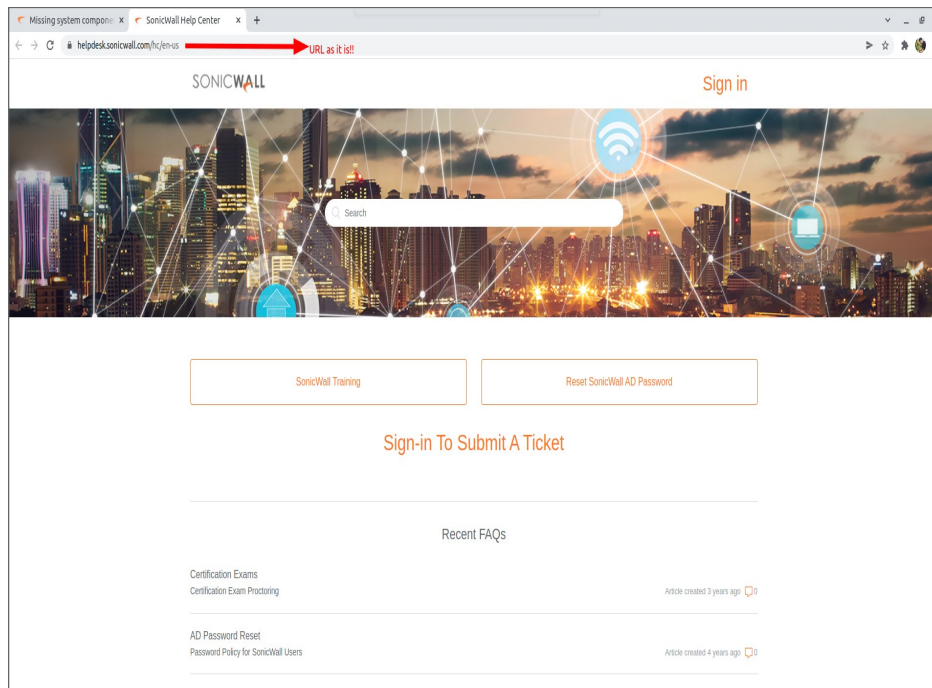 Missing system compone
SonicWall Help Center
helpdesk.sonicwall.com/hc/en-us
URL as it is!!
SONICWALL
Sign in
Search
SonicWall Training
Reset SonicWall AD Password
Sign-in To Submit A Ticket
Recent FAQs
Certification Exams
Certification Exam Proctoring
Article created 3 years ago 0
AD Password Reset
Password Policy for SonicWall Users
Article created 4 years ago 0